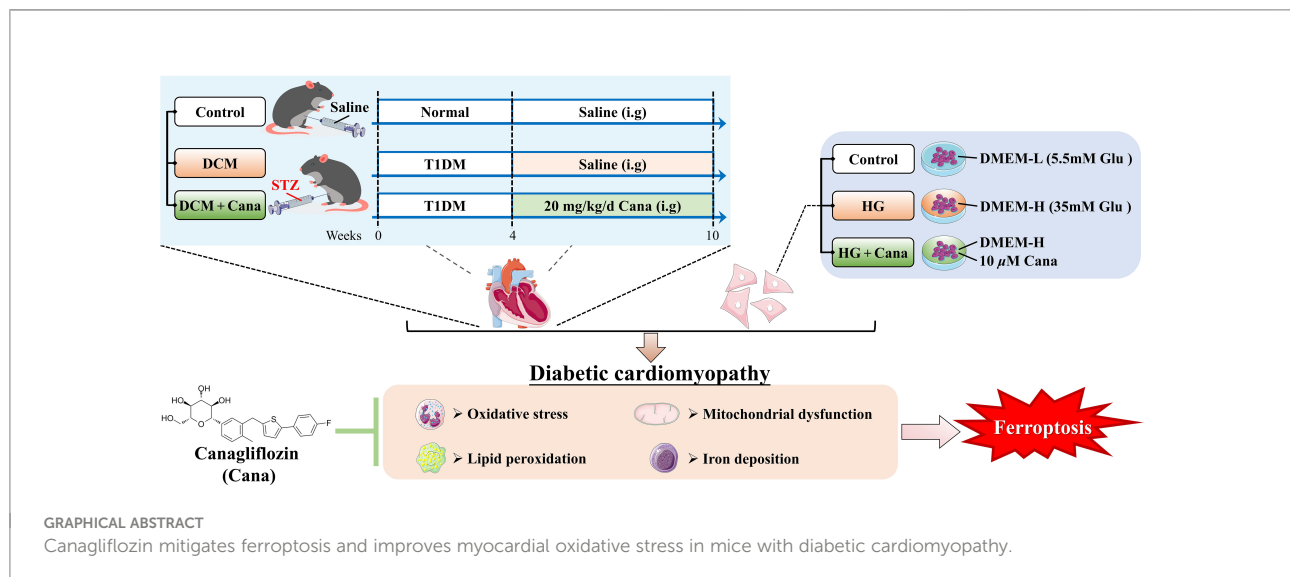 Control
Saline
Normal
Saline (i.g)
DCM
STZ
T1DM
Saline (i.g)
DCM + Cana
T1DM
20 mg/kg/d Cana (i.g)
Weeks
0
4
10
Control
DMEM-L (5.5mM Glu )
HG
DMEM-H (35mM Glu )
HG + Cana
DMEM-H
10 μM Cana
Diabetic cardiomyopathy
OH
OH
OH
HO
HO
O
S
F
Canagliflozin
(Cana)
➢ Oxidative stress
➢ Mitochondrial dysfunction
➢ Lipid peroxidation
➢ Iron deposition
Ferroptosis
GRAPHICAL ABSTRACT
Canagliflozin mitigates ferroptosis and improves myocardial oxidative stress in mice with diabetic cardiomyopathy.